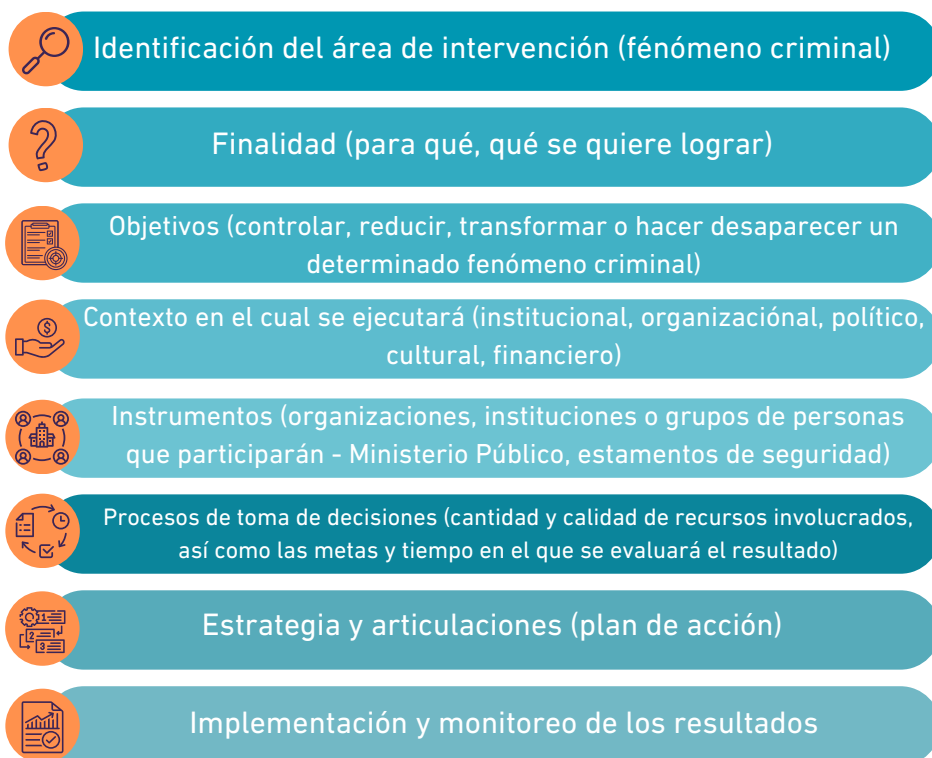 Identificación del área de intervención (fénómeno criminal)
Finalidad (para qué, qué se quiere lograr)
Objetivos (controlar, reducir, transformar o hacer desaparecer un
determinado fenómeno criminal)
Contexto en el cual se ejecutará (institucional, organizaciónal, político,
cultural, financiero)
Instrumentos (organizaciones, instituciones o grupos de personas
que participarán - Ministerio Público, estamentos de seguridad)
Procesos de toma de decisiones (cantidad y calidad de recursos involucrados,
así como las metas y tiempo en el que se evaluará el resultado)
Estrategia y articulaciones (plan de acción)
Implementación y monitoreo de los resultados